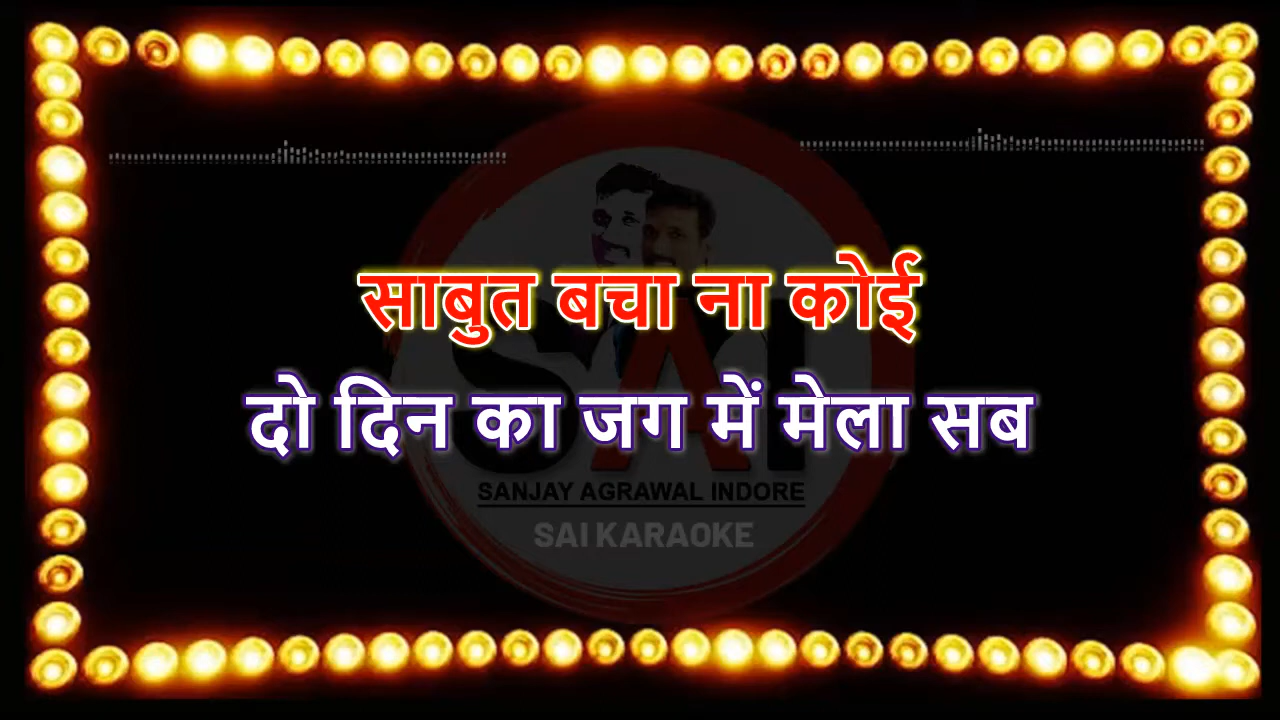 साबुत बचा ना कोई
दो दिन का जग में मेला सब
SAI
SANJAY AGRAWAL INDORE
SAI KARAOKE